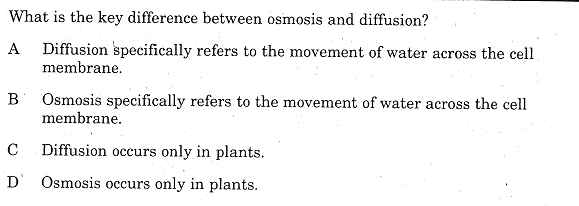 What is the key difference between osmosis and diffusion?
A Diffusion specifically refers to the movement of water across the cell
membrane.
B Osmosis specifically refers to the movement of water across the cell
membrane.
C Diffusion occurs only in plants.
D Osmosis occurs only in plants.